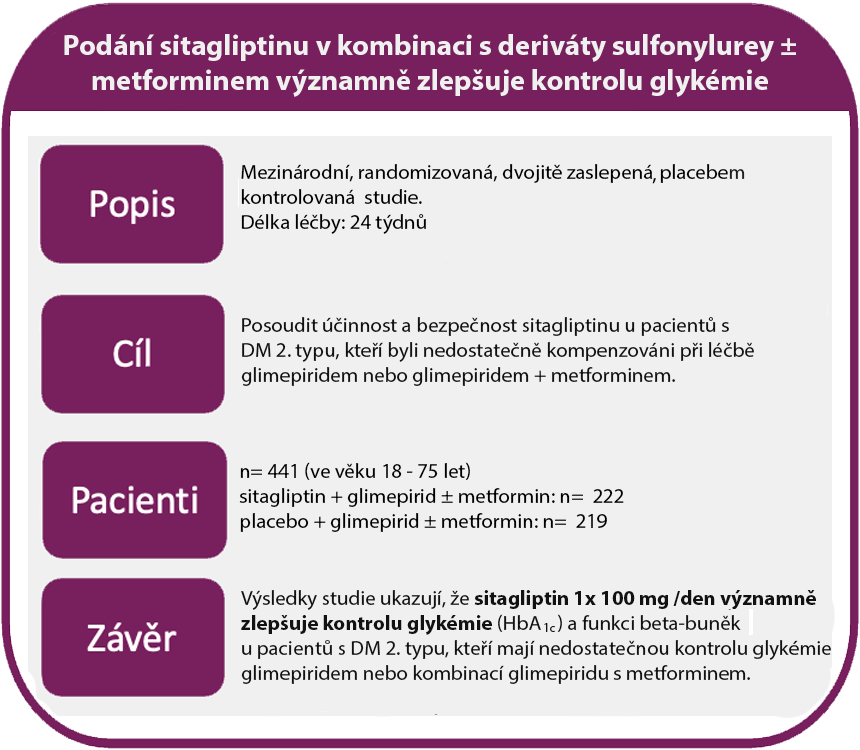 Podání sitagliptinu v kombinaci s deriváty sulfonylurey ±
metforminem významně zlepšuje kontrolu glykémie
Popis
Mezinárodní, randomizovaná, dvojitě zaslepená, placebem
kontrolovaná studie.
Délka léčby: 24 týdnů
Cíl
Posoudit účinnost a bezpečnost sitagliptinu u pacientů s
DM 2. typu, kteří byli nedostatečně kompenzováni při léčbě
glimepiridem nebo glimepiridem + metforminem.
Pacienti
n= 441 (ve věku 18 - 75 let)
sitagliptin + glimepirid ± metformin: n= 222
placebo + glimepirid ± metformin: n= 219
Závěr
Výsledky studie ukazují, že sitagliptin 1x 100 mg /den významně
zlepšuje kontrolu glykémie (HbA1c) a funkci beta-buněk
u pacientů s DM 2. typu, kteří mají nedostatečnou kontrolu glykémie
glimepiridem nebo kombinací glimepiridu s metforminem.